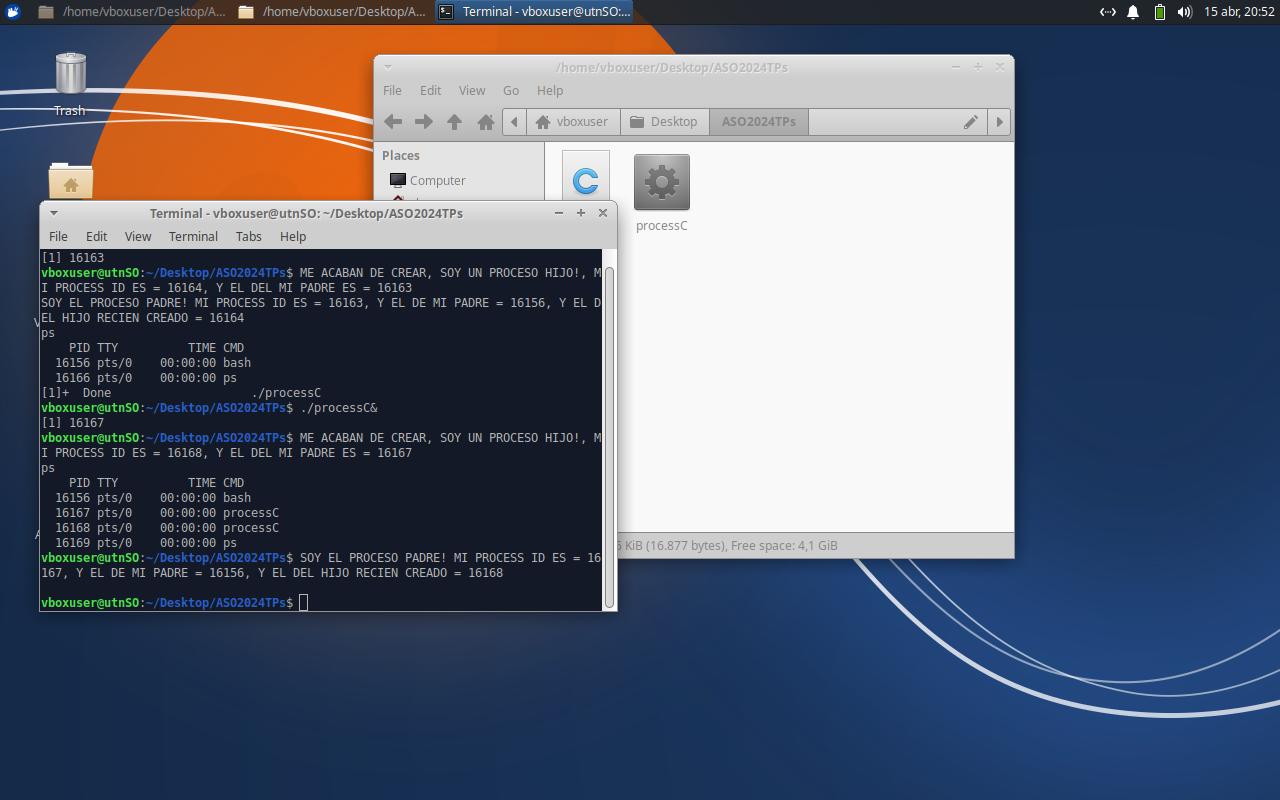 /home/vboxuser/Desktop/A...
/home/vboxuser/Desktop/A...
Terminal - vboxuser@utnSO:...
15 abr, 20:52
Trash
/home/vboxuser/Desktop/ASO2024TPs
File Edit View Go Help
vboxuser Desktop ASO2024TPs
Places
Computer
processC
KiB (16.877 bytes), Free space: 4,1 GiB
Terminal - vboxuser@utnSO: ~/Desktop/ASO2024TPs
File Edit View Terminal Tabs Help
[1] 16163
vboxuser@utnSO:~/Desktop/ASO2024TPs$ ME ACABAN DE CREAR, SOY UN PROCESO HIJO!, M
I PROCESS ID ES = 16164, Y EL DEL MI PADRE ES = 16163
SOY EL PROCESO PADRE! MI PROCESS ID ES = 16163, Y EL DE MI PADRE = 16156, Y EL D
EL HIJO RECIEN CREADO = 16164
ps
PID TTY TIME CMD
16156 pts/0 00:00:00 bash
16166 pts/0 00:00:00 ps
[1]+ Done ./processC
vboxuser@utnSO:~/Desktop/ASO2024TPs$ ./processC&
[1] 16167
vboxuser@utnSO:~/Desktop/ASO2024TPs$ ME ACABAN DE CREAR, SOY UN PROCESO HIJO!, M
I PROCESS ID ES = 16168, Y EL DEL MI PADRE ES = 16167
ps
PID TTY TIME CMD
16156 pts/0 00:00:00 bash
16167 pts/0 00:00:00 processC
16168 pts/0 00:00:00 processC
16169 pts/0 00:00:00 ps
vboxuser@utnSO:~/Desktop/ASO2024TPs$ SOY EL PROCESO PADRE! MI PROCESS ID ES = 16
167, Y EL DE MI PADRE = 16156, Y EL DEL HIJO RECIEN CREADO = 16168
vboxuser@utnSO:~/Desktop/ASO2024TPs$